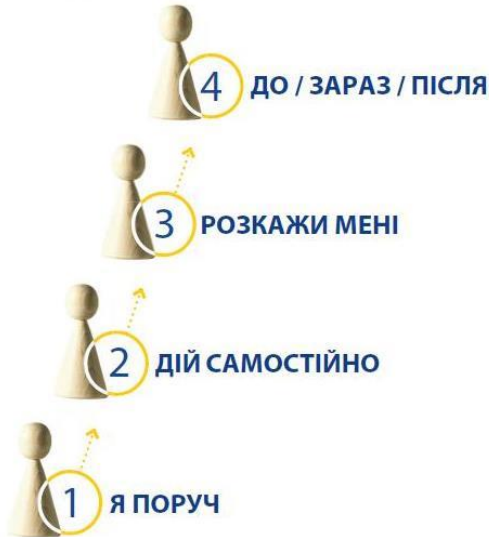 4 ДО / ЗАРАЗ / ПІСЛЯ
3 РОЗКАЖИ МЕНІ
2 ДІЙ САМОСТІЙНО
1 Я ПОРУЧ